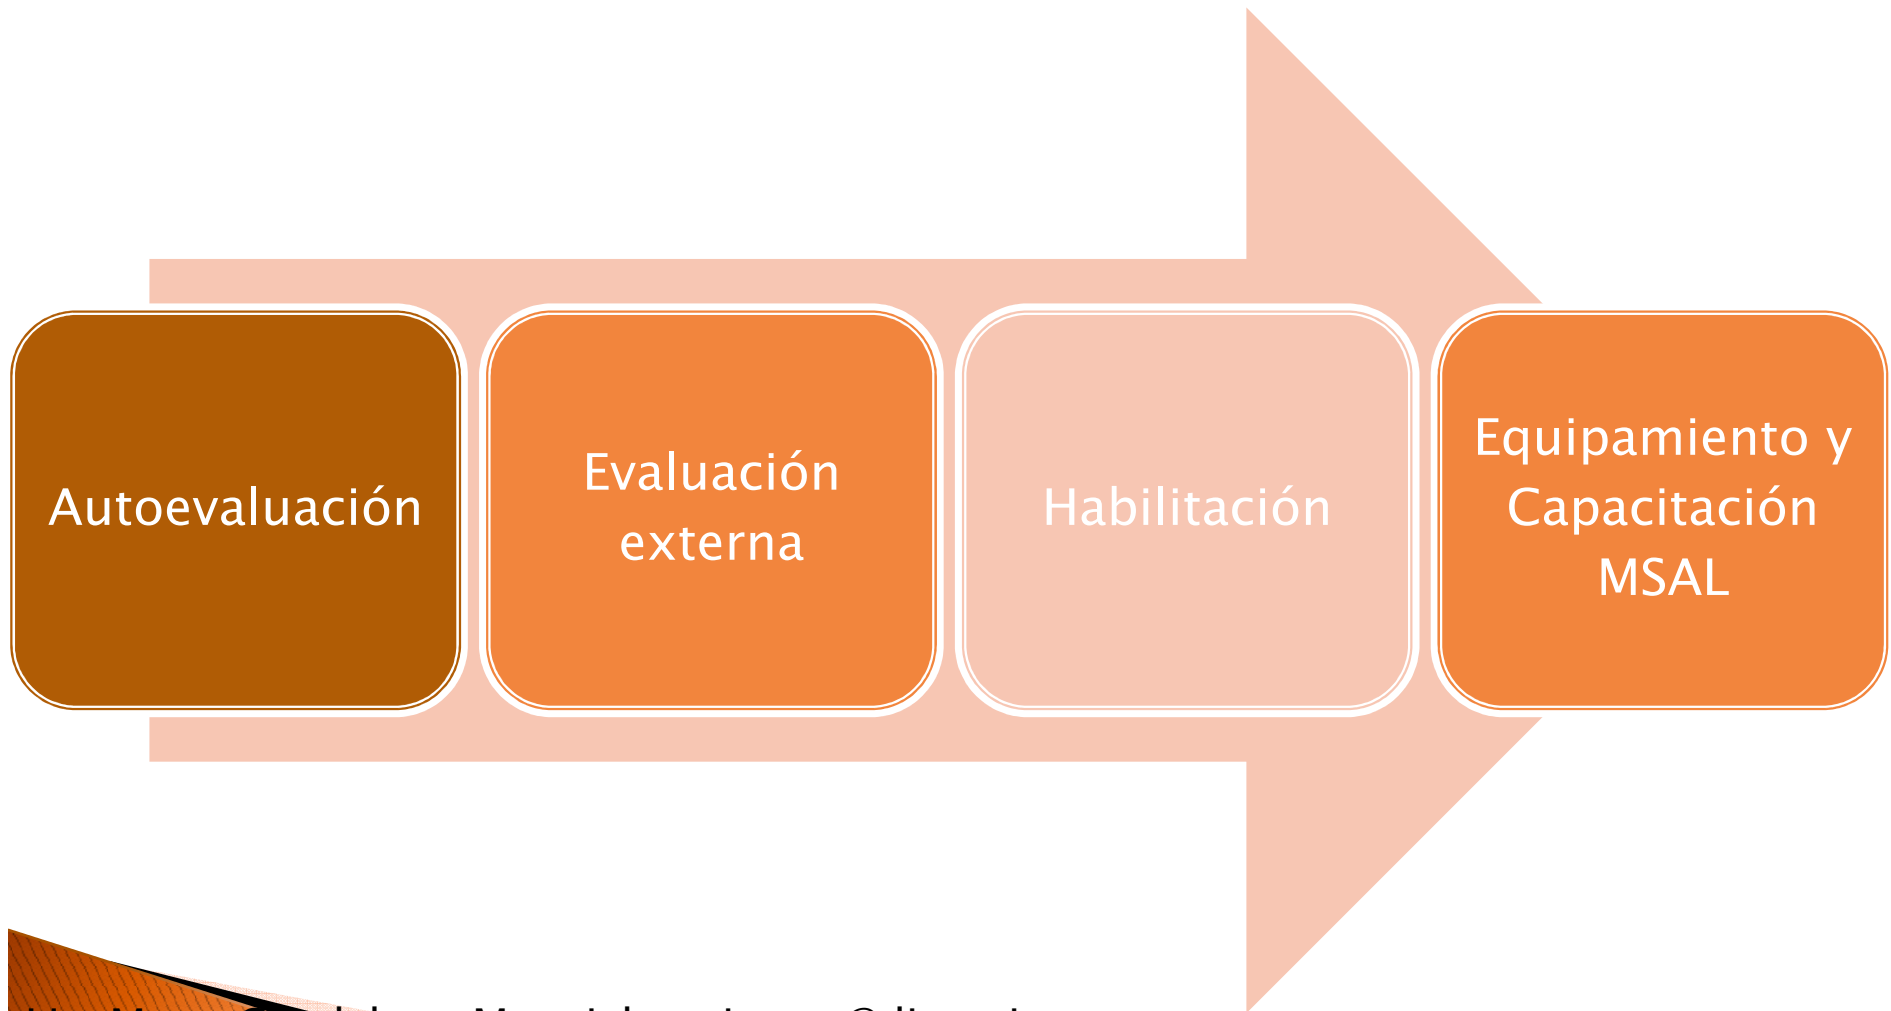 Autoevaluación
Evaluación
externa
Habilitación
Equipamiento y
Capacitación
MSAL